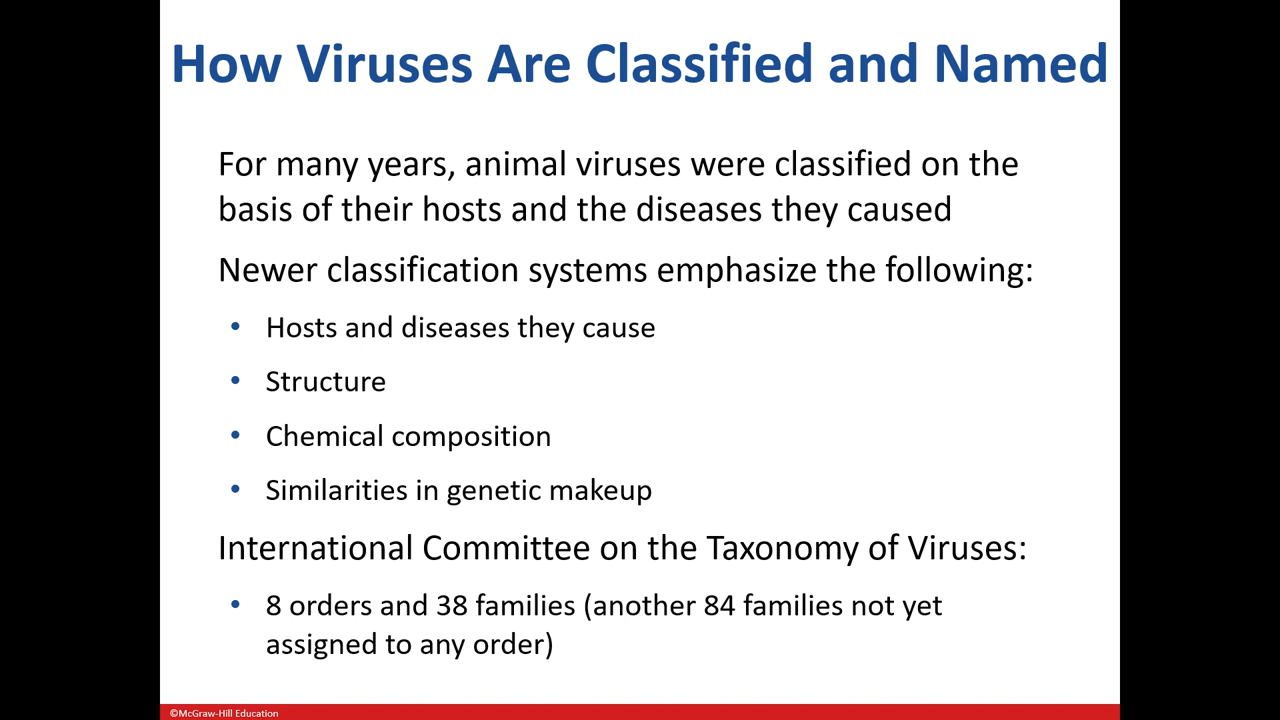 How Viruses Are Classified and Named
For many years, animal viruses were classified on the
basis of their hosts and the diseases they caused
Newer classification systems emphasize the following:
• Hosts and diseases they cause
• Structure
• Chemical composition
• Similarities in genetic makeup
International Committee on the Taxonomy of Viruses:
• 8 orders and 38 families (another 84 families not yet
assigned to any order)
©McGraw-Hill Education